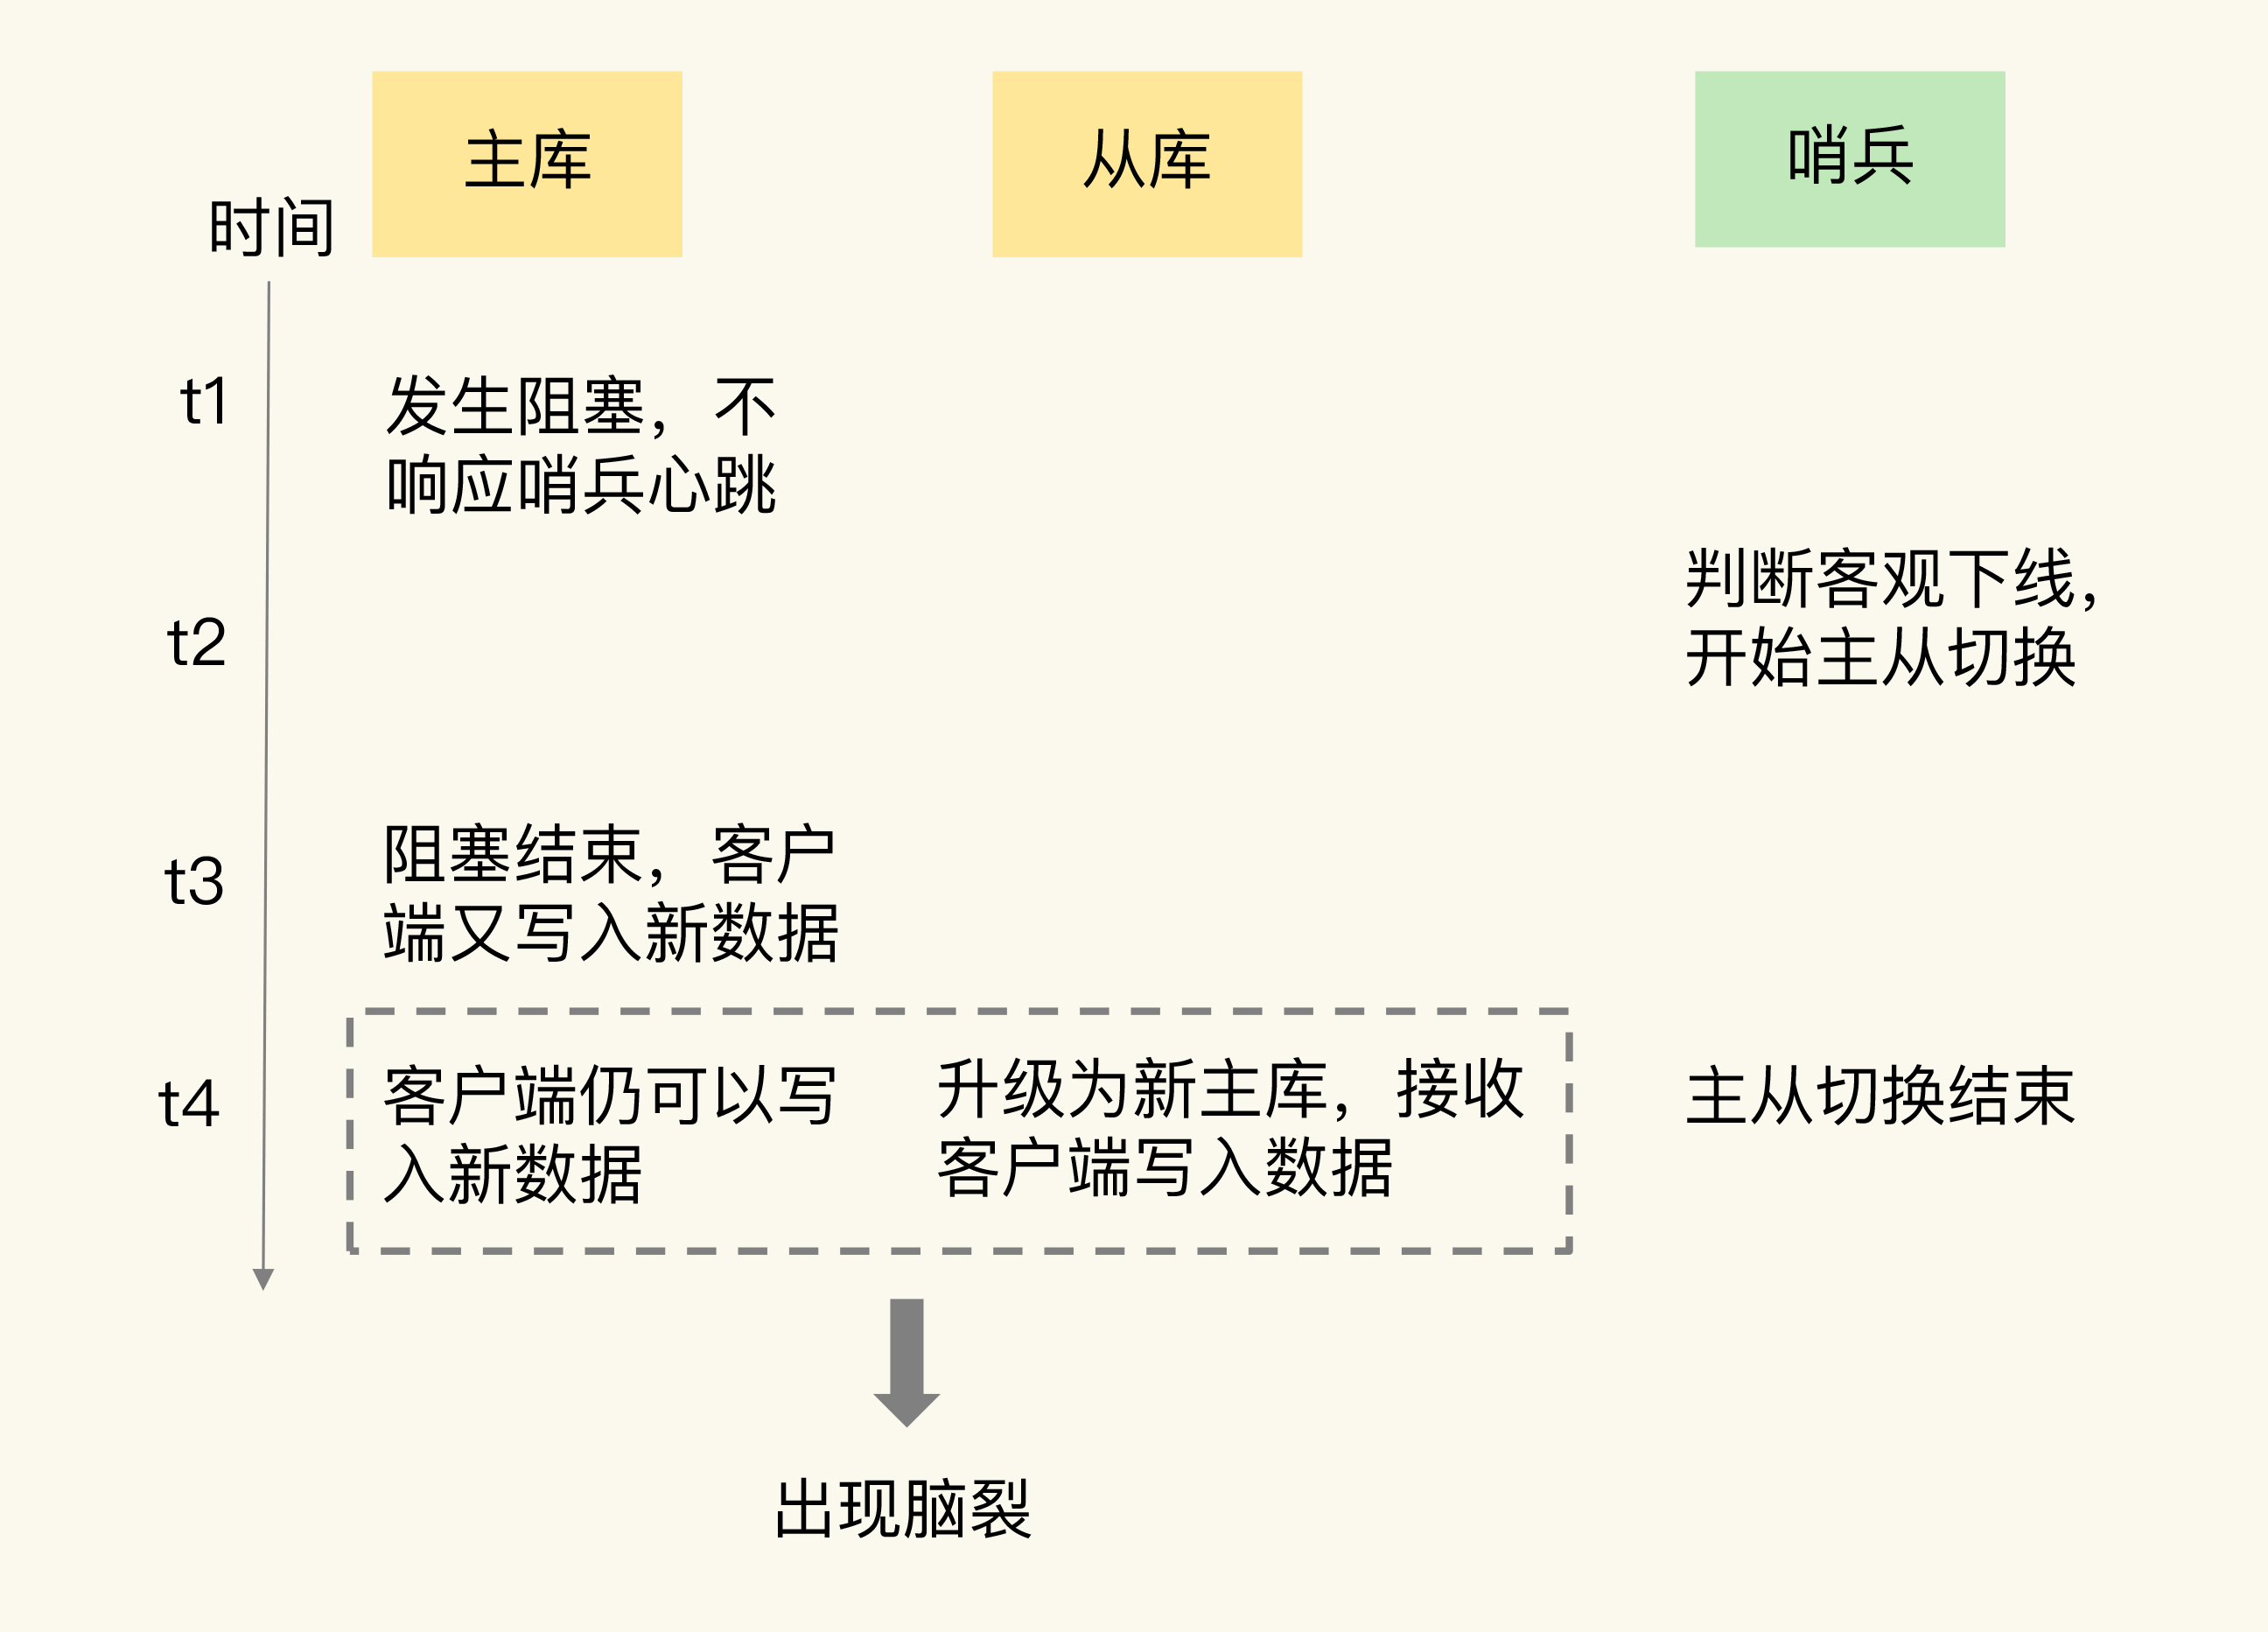 主库
从库
哨兵
时间
t1
发生阻塞，不
响应哨兵心跳
t2
判断客观下线，
开始主从切换
t3
阻塞结束，客户
端又写入新数据
t4
客户端仍可以写
入新数据
升级为新主库，接收
客户端写入数据
主从切换结束
出现脑裂